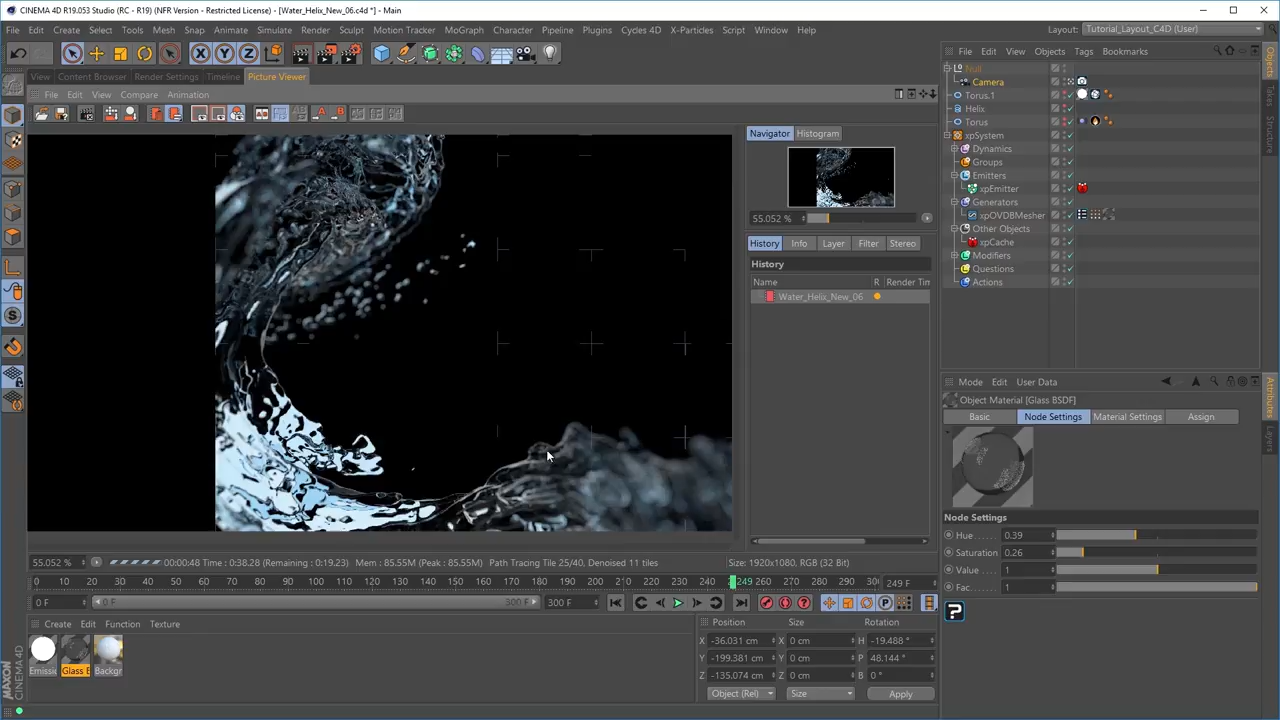 CINEMA 4D R19.053 Studio (RC - R19) (NFR Version - Restricted License) - [Water_Helix_New_06.c4d *] - Main
File Edit Create Select Tools Mesh Snap Animate Simulate Render Sculpt Motion Tracker MoGraph Character Pipeline Plugins Cycles 4D X-Particles Script Window Help
Layout: Tutorial_Layout_C4D (User)
X Y Z
View Content Browser Render Settings Timeline Picture Viewer
File Edit View Compare Animation
A B
Navigator Histogram
55.052 %
History Info Layer Filter Stereo
History
Name R Render Tim
Water_Helix_New_06
File Edit View Objects Tags Bookmarks
Null
Camera
Torus.1
Helix
Torus
xpSystem
Dynamics
Groups
Emitters
xpEmitter
Generators
xpOVDBMesher
Other Objects
xpCache
Modifiers
Questions
Actions
Objects
Takes
Structure
Mode Edit User Data
Object Material [Glass BSDF]
Basic Node Settings Material Settings Assign
Node Settings
Hue 0.39
Saturation 0.26
Value 1
Fac 1
?
Attributes
Layers
S
55.052 % 00:00:48 Time : 0:38.28 (Remaining : 0:19.23) Mem : 85.55M (Peak : 85.55M) Path Tracing Tile 25/40, Denoised 11 tiles Size: 1920x1080, RGB (32 Bit)
0 10 20 30 40 50 60 70 80 90 100 110 120 130 140 150 160 170 180 190 200 210 220 230 240 249 260 270 280 290 300 249 F
0 F 0 F 300 F 300 F P
Create Edit Function Texture
Emissi Glass B Backgr
Position Size Rotation
X -36.031 cm X 0 cm H -19.488 °
Y -199.381 cm Y 0 cm P 48.144 °
Z -135.074 cm Z 0 cm B 0 °
Object (Rel) Size Apply
MAXON CINEMA 4D